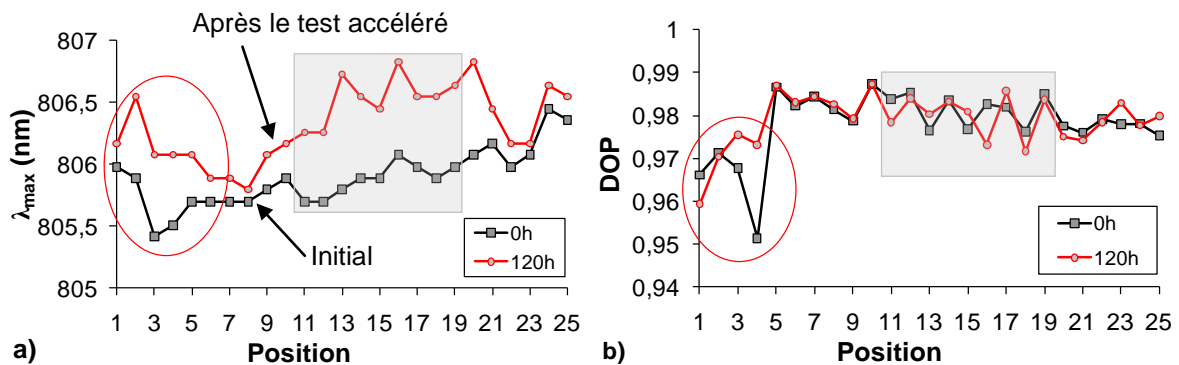 Après le test accéléré
807
806,5
806
805,5
805
λmax (nm)
Initial
0h
120h
1 3 5 7 9 11 13 15 17 19 21 23 25
Position
a)
1
0,99
0,98
0,97
0,96
0,95
0,94
DOP
0h
120h
1 3 5 7 9 11 13 15 17 19 21 23 25
Position
b)